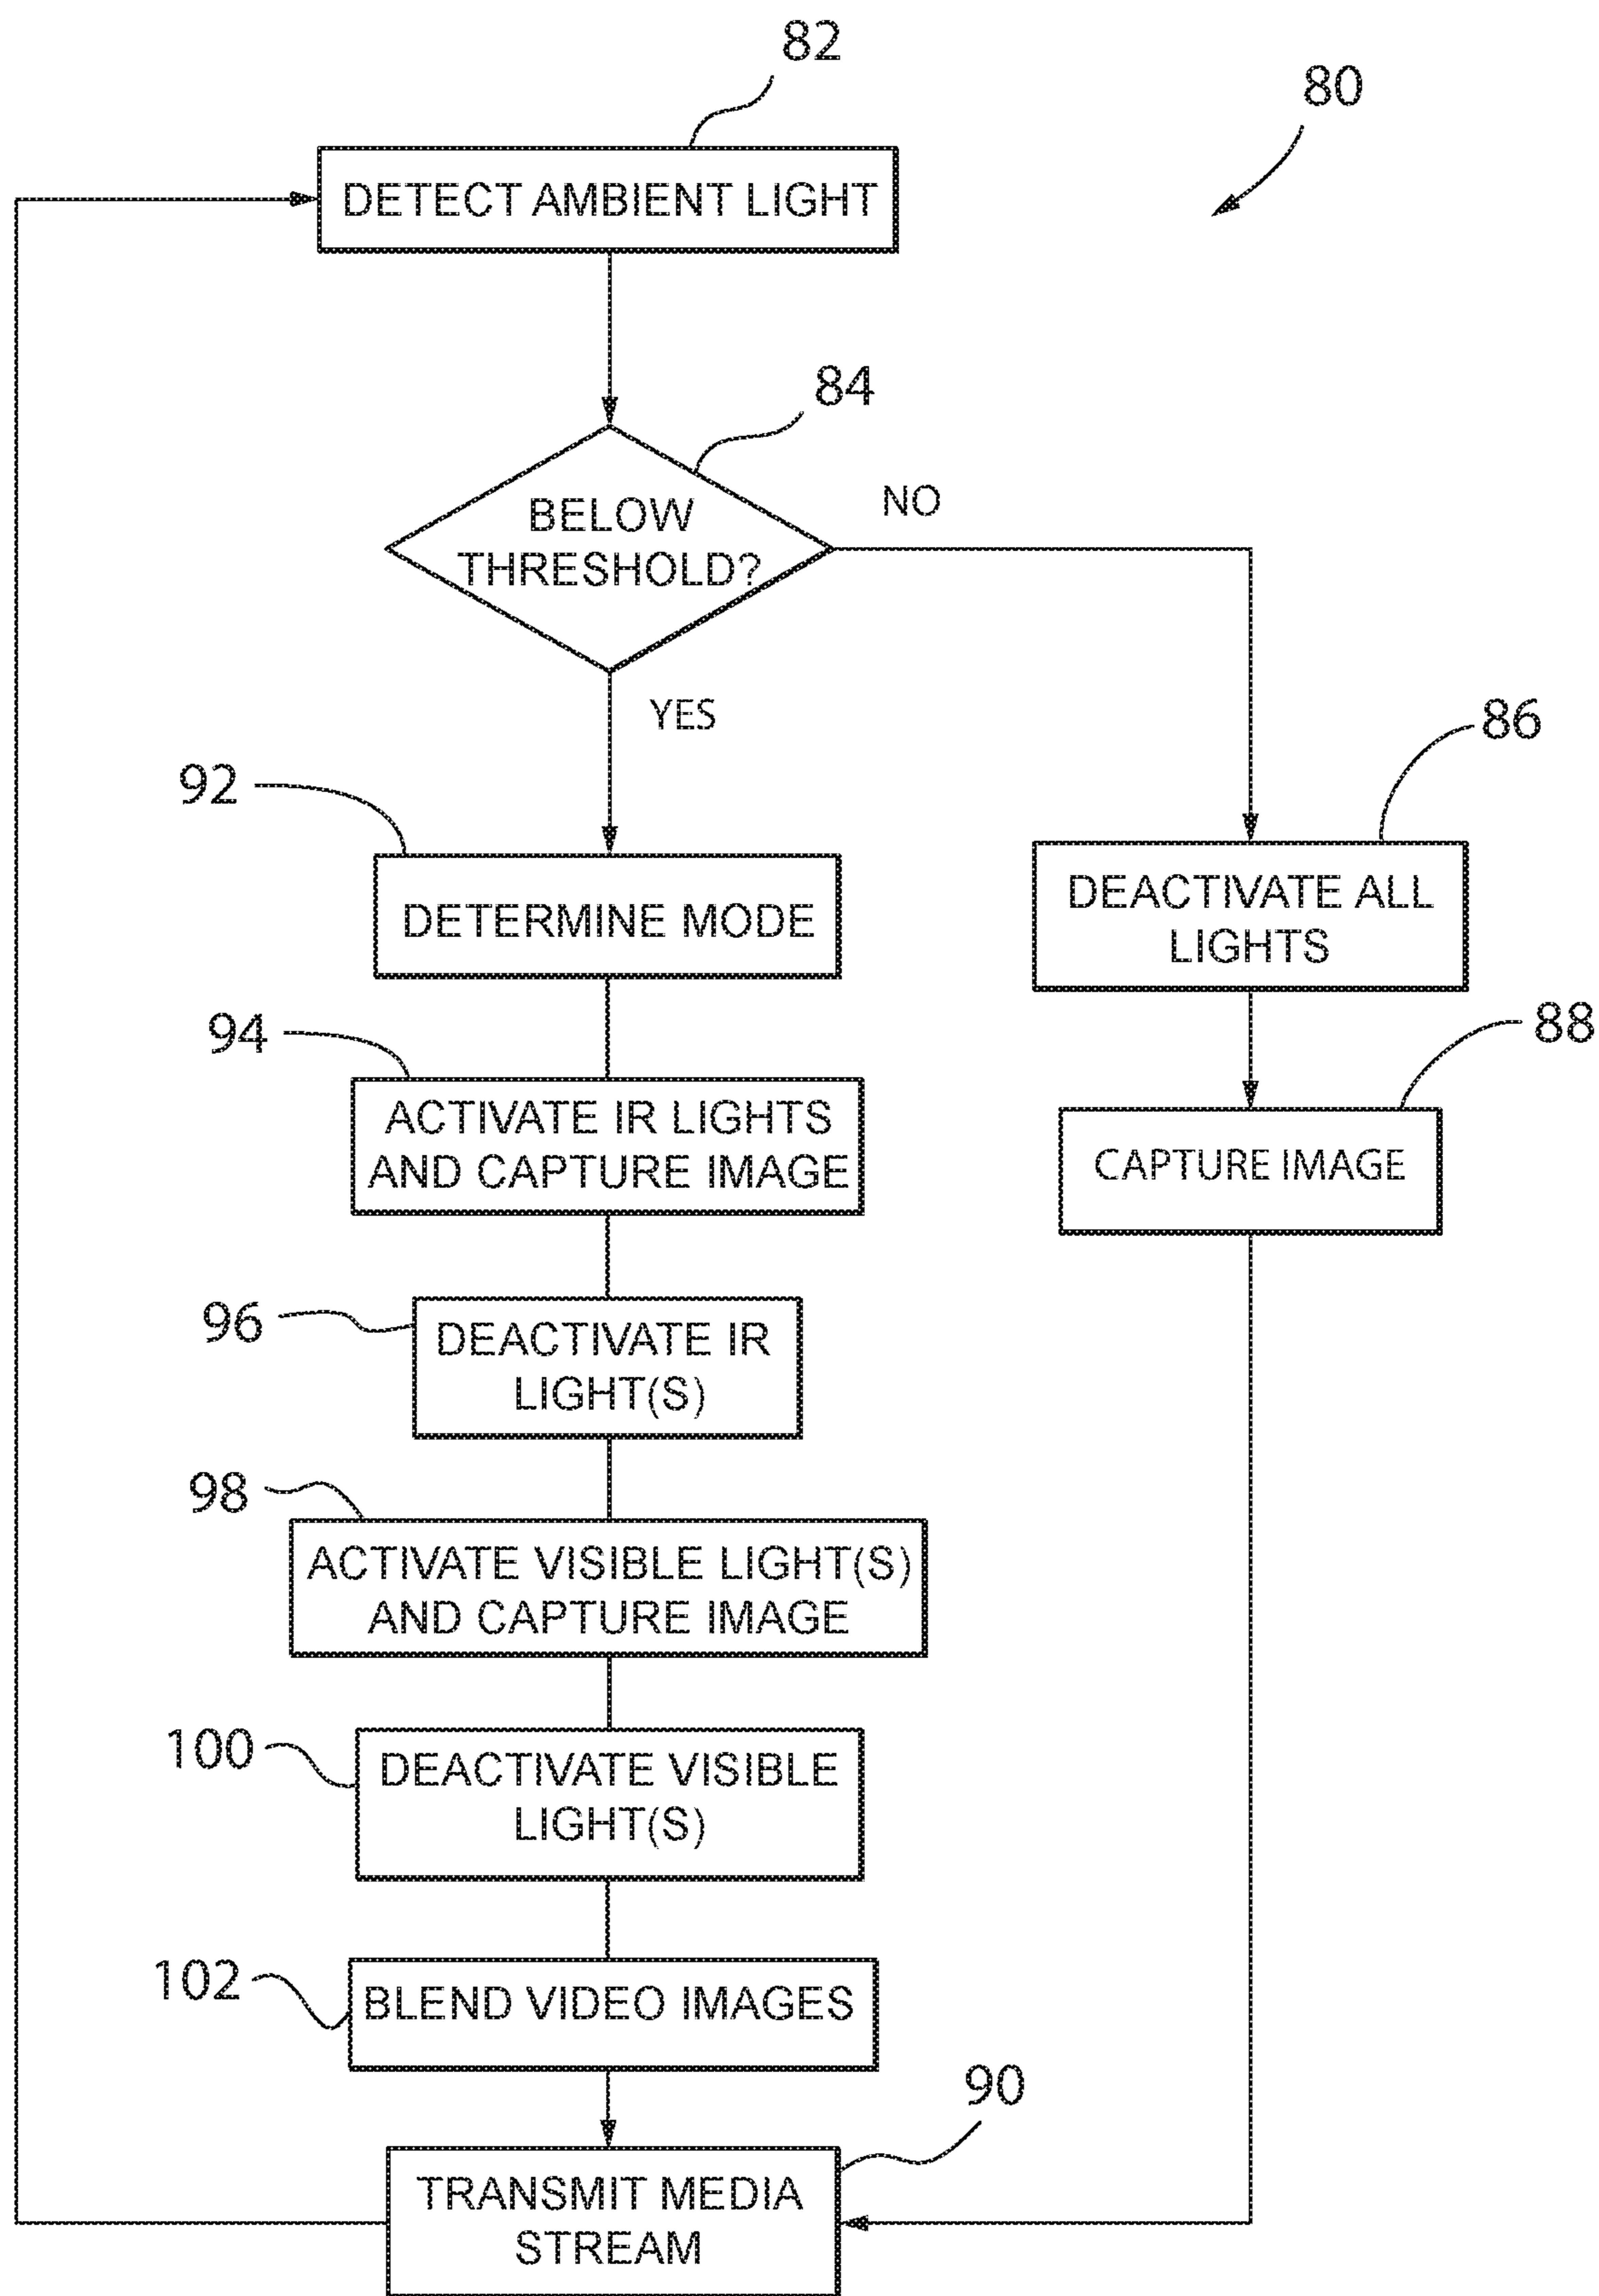 82
80
DETECT AMBIENT LIGHT
84
BELOW
THRESHOLD?
NO
YES
86
92
DEACTIVATE ALL
LIGHTS
DETERMINE MODE
88
94
ACTIVATE IR LIGHTS
AND CAPTURE IMAGE
CAPTURE IMAGE
96
DEACTIVATE IR
LIGHT(S)
98
ACTIVATE VISIBLE LIGHT(S)
AND CAPTURE IMAGE
100
DEACTIVATE VISIBLE
LIGHT(S)
102
BLEND VIDEO IMAGES
90
TRANSMIT MEDIA
STREAM